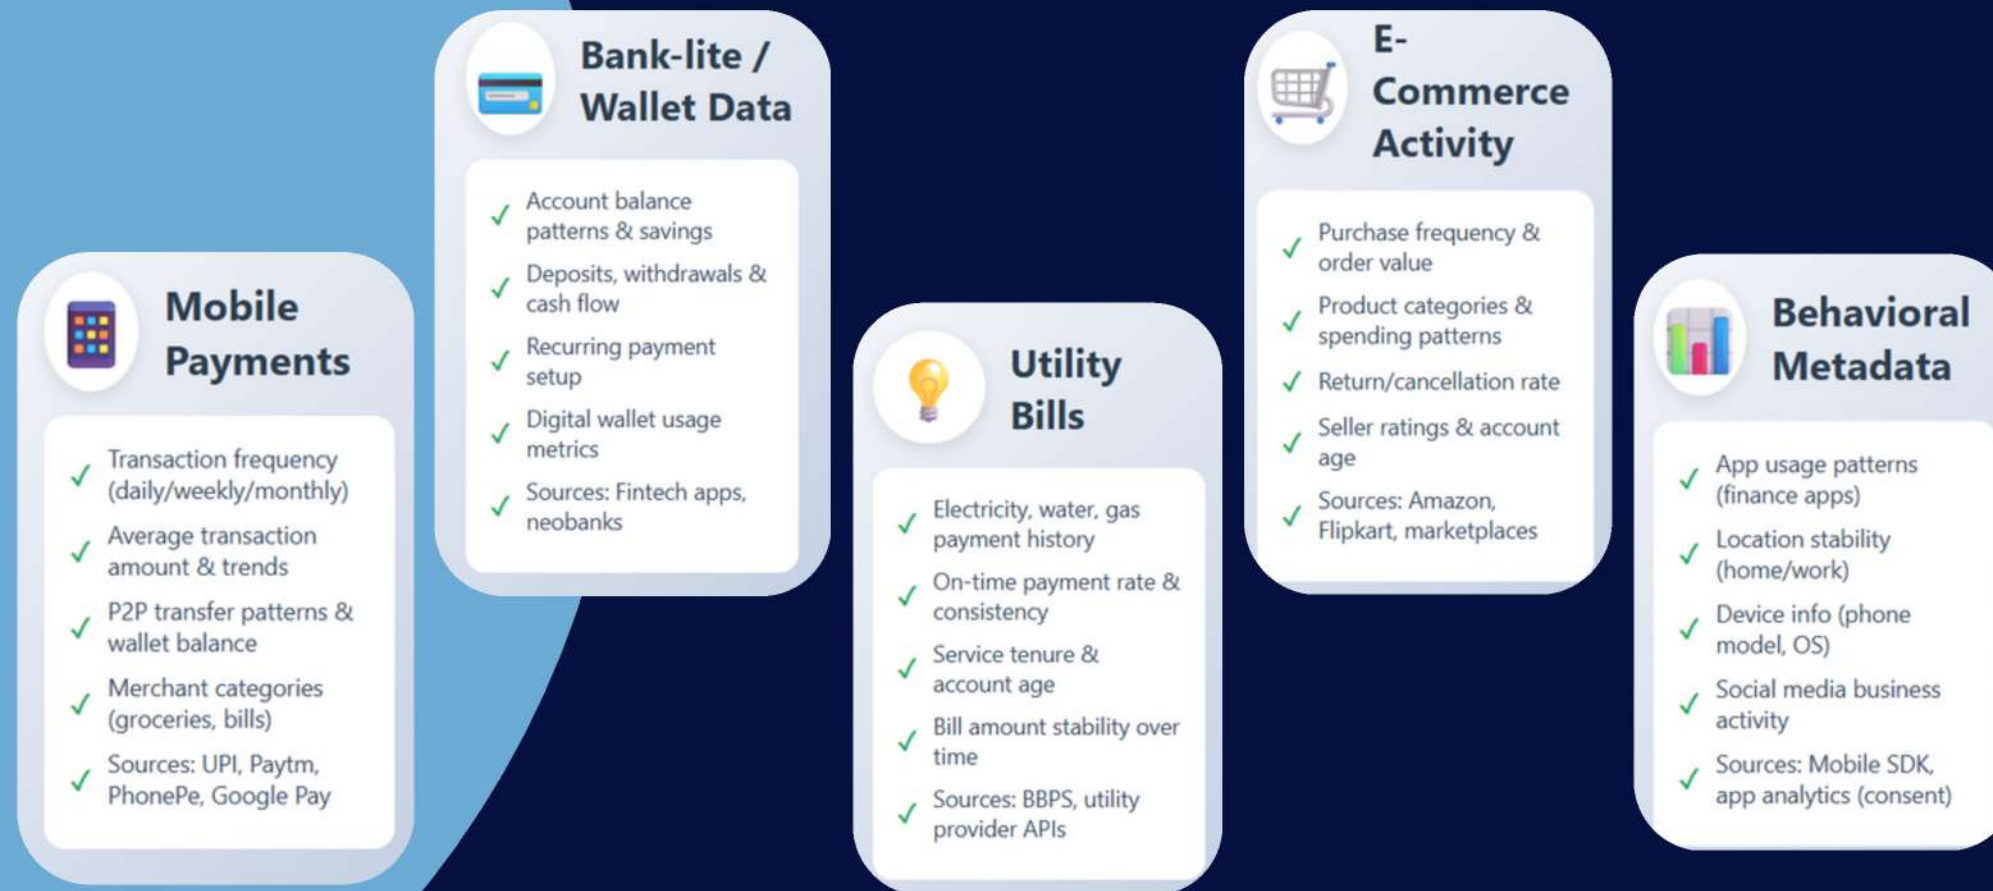 Mobile
Payments
Transaction frequency
(daily/weekly/monthly)
Average transaction
amount & trends
P2P transfer patterns &
wallet balance
Merchant categories
(groceries, bills)
Sources: UPI, Paytm,
PhonePe, Google Pay
Bank-lite /
Wallet Data
Account balance
patterns & savings
Deposits, withdrawals &
cash flow
Recurring payment
setup
Digital wallet usage
metrics
Sources: Fintech apps,
neobanks
Utility
Bills
Electricity, water, gas
payment history
On-time payment rate &
consistency
Service tenure &
account age
Bill amount stability over
time
Sources: BBPS, utility
provider APIs
E-
Commerce
Activity
Purchase frequency &
order value
Product categories &
spending patterns
Return/cancellation rate
Seller ratings & account
age
Sources: Amazon,
Flipkart, marketplaces
Behavioral
Metadata
App usage patterns
(finance apps)
Location stability
(home/work)
Device info (phone
model, OS)
Social media business
activity
Sources: Mobile SDK,
app analytics (consent)